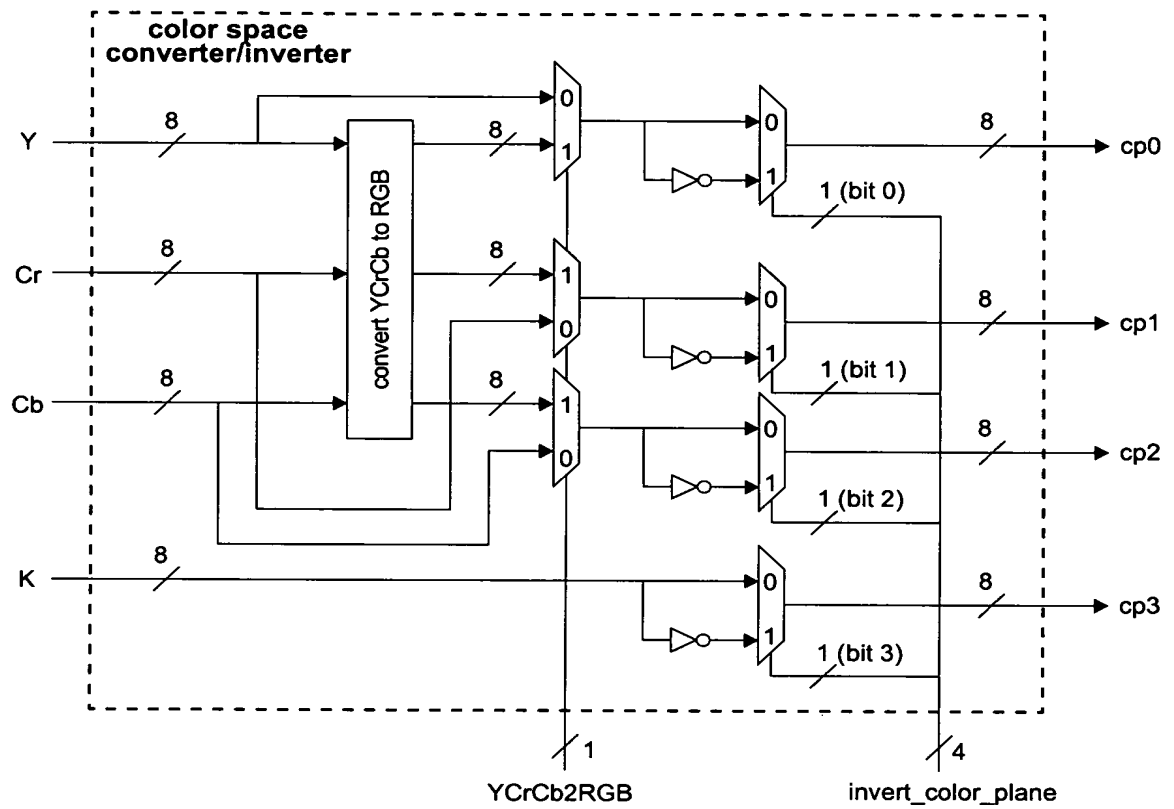 color space
converter/inverter
Y
8
0
8
1
0
1
8
cp0
1 (bit 0)
convert YCrCb to RGB
Cr
8
8
1
0
0
1
8
cp1
1 (bit 1)
Cb
8
8
1
0
0
1
8
cp2
1 (bit 2)
K
8
0
1
8
cp3
1 (bit 3)
1
4
YCrCb2RGB
invert_color_plane